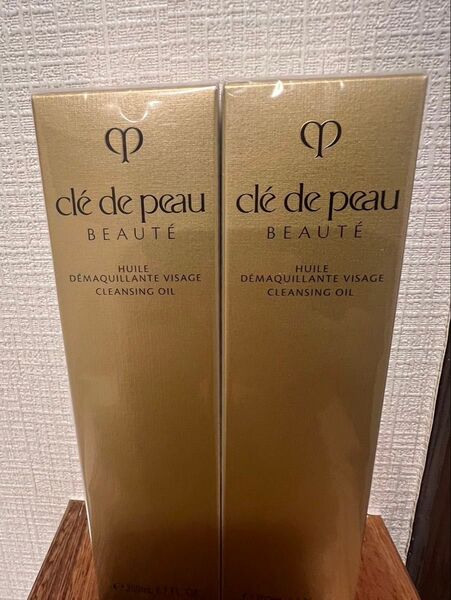 clé de peau
BEAUTÉ
HUILE
DÉMAQUILLANTE VISAGE
CLEANSING OIL
clé de peau
BEAUTÉ
HUILE
DÉMAQUILLANTE VISAGE
CLEANSING OIL